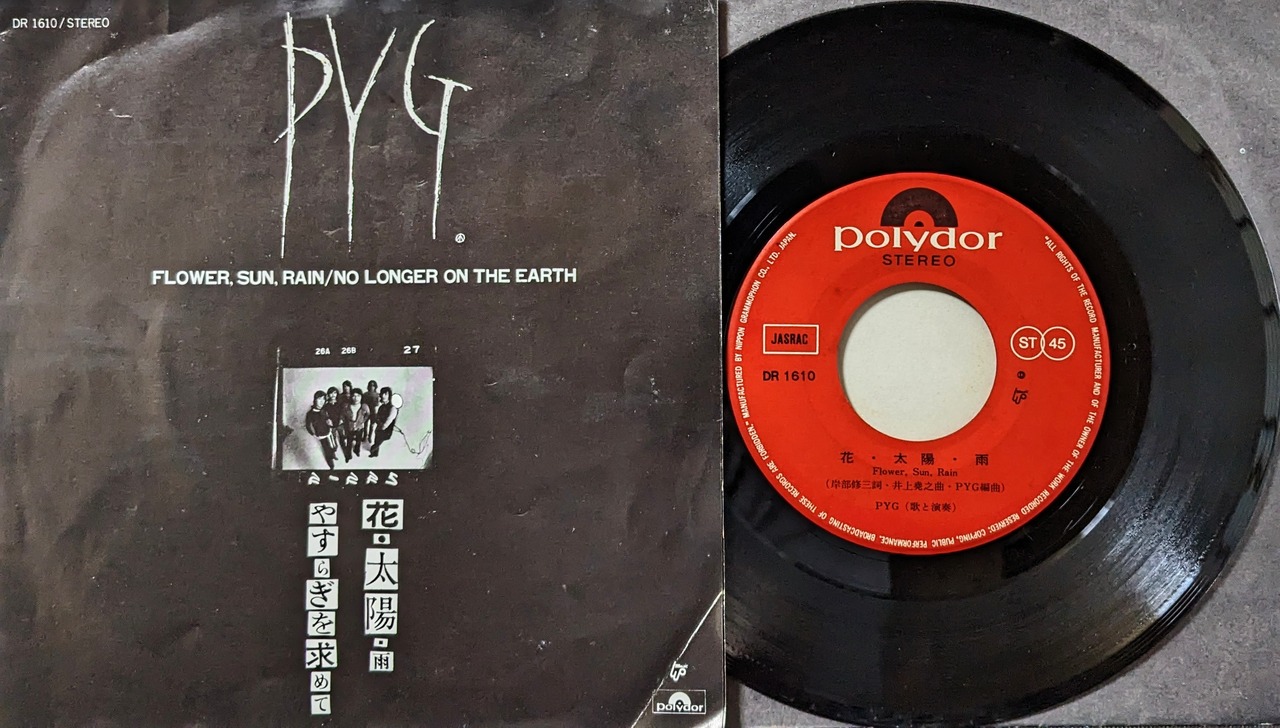 DR 1610/STEREO
PYG
FLOWER, SUN, RAIN/NO LONGER ON THE EARTH
26A 26B 27
花・太陽・雨
やすらぎを求めて
polydor
polydor
STEREO
JASRAC
DR 1610
ST 45
花・太陽・雨
Flower, Sun, Rain
(岸部修三詞・井上堯之曲・PYG編曲)
PYG (歌と演奏)
"ALL RIGHTS OF THE RECORD MANUFACTURER AND OF THE OWNER OF THE WORK RECORDED RESERVED: COPYING, PUBLIC PERFORMANCE, BROADCASTING OF THESE RECORDS ARE FORBIDDEN." MANUFACTURED BY NIPPON GRAMMOPHON CO., LTD. JAPAN.